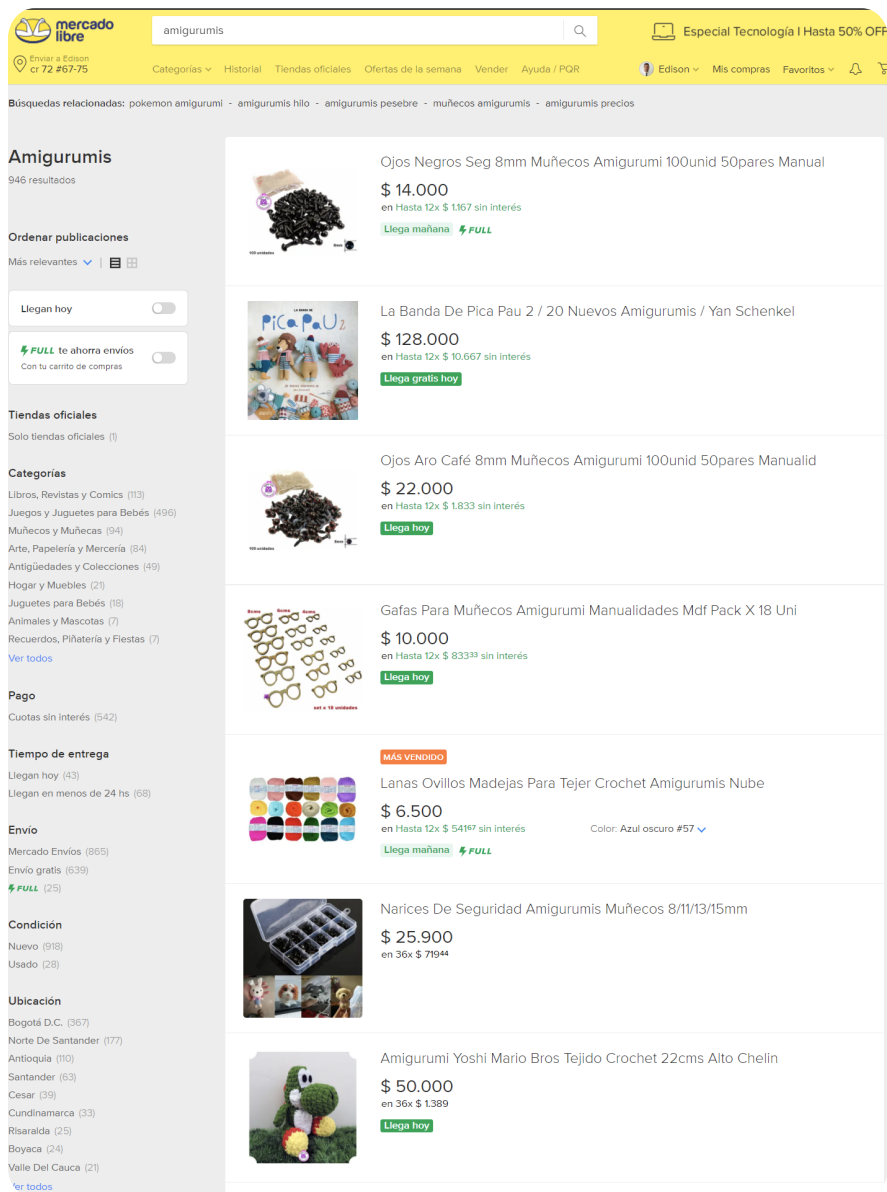 mercado
libre
amigurumis
Especial Tecnología I Hasta 50% OFF
Enviar a Edison
cr 72 #67-75
Categorías Historial Tiendas oficiales Ofertas de la semana Vender Ayuda / PQR
Edison Mis compras Favoritos
Búsquedas relacionadas: pokemon amigurumi - amigurumis hilo - amigurumis pesebre - muñecos amigurumis - amigurumis precios
Amigurumis
946 resultados
Ordenar publicaciones
Más relevantes
Llegan hoy
FULL te ahorra envíos
Con tu carrito de compras
Tiendas oficiales
Solo tiendas oficiales (1)
Categorías
Libros, Revistas y Comics (113)
Juegos y Juguetes para Bebés (496)
Muñecos y Muñecas (94)
Arte, Papelería y Mercería (84)
Antigüedades y Colecciones (49)
Hogar y Muebles (21)
Juguetes para Bebés (18)
Animales y Mascotas (7)
Recuerdos, Piñatería y Fiestas (7)
Ver todos
Pago
Cuotas sin interés (542)
Tiempo de entrega
Llegan hoy (43)
Llegan en menos de 24 hs (68)
Envío
Mercado Envíos (865)
Envío gratis (639)
FULL (25)
Condición
Nuevo (918)
Usado (28)
Ubicación
Bogotá D.C. (367)
Norte De Santander (177)
Antioquia (110)
Santander (63)
Cesar (39)
Cundinamarca (33)
Risaralda (25)
Boyaca (24)
Valle Del Cauca (21)
Ver todos
Ojos Negros Seg 8mm Muñecos Amigurumi 100unid 50pares Manual
$ 14.000
en Hasta 12x $ 1.167 sin interés
Llega mañana FULL
100 unidades
8mm
La Banda De Pica Pau 2 / 20 Nuevos Amigurumis / Yan Schenkel
$ 128.000
en Hasta 12x $ 10.667 sin interés
Llega gratis hoy
LA BANDA DE
PICA PAU 2
Ojos Aro Café 8mm Muñecos Amigurumi 100unid 50pares Manualid
$ 22.000
en Hasta 12x $ 1.833 sin interés
Llega hoy
100 unidades
8mm
Gafas Para Muñecos Amigurumi Manualidades Mdf Pack X 18 Uni
$ 10.000
en Hasta 12x $ 833³³ sin interés
Llega hoy
set x 18 unidades
MÁS VENDIDO
Lanas Ovillos Madejas Para Tejer Crochet Amigurumis Nube
$ 6.500
en Hasta 12x $ 541⁶⁷ sin interés
Color: Azul oscuro #57
Llega mañana FULL
Narices De Seguridad Amigurumis Muñecos 8/11/13/15mm
$ 25.900
en 36x $ 719⁴⁴
Amigurumi Yoshi Mario Bros Tejido Crochet 22cms Alto Chelin
$ 50.000
en 36x $ 1.389
Llega hoy